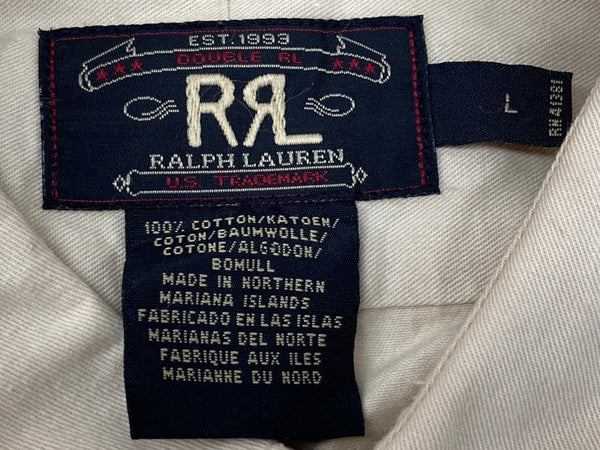 EST. 1993
DOUBLE RL
RRL
RALPH LAUREN
U.S. TRADEMARK
L
RN41381
100% COTTON/KATOEN/
COTON/BAUMWOLLE/
COTONE/ALGODON/
BOMULL
MADE IN NORTHERN
MARIANA ISLANDS
FABRICADO EN LAS ISLAS
MARIANAS DEL NORTE
FABRIQUE AUX ILES
MARIANNE DU NORD